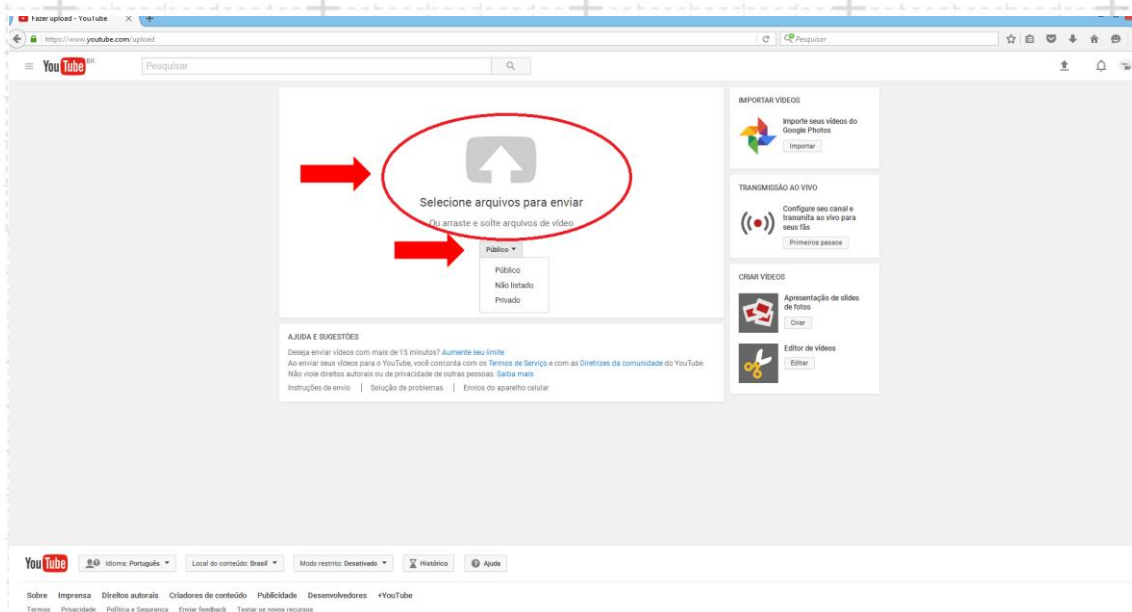 Fazer upload - YouTube
https://www.youtube.com/upload
Pesquisar
YouTube BR
Pesquisar
Selecione arquivos para enviar
Ou arraste e solte arquivos de vídeo
Público
Público
Não listado
Privado
IMPORTAR VÍDEOS
Importe seus vídeos do
Google Photos
Importar
TRANSMISSÃO AO VIVO
Configure seu canal e
transmita ao vivo para
seus fãs
Primeiros passos
CRIAR VÍDEOS
Apresentação de slides
de fotos
Criar
Editor de vídeos
Editar
AJUDA E SUGESTÕES
Deseja enviar vídeos com mais de 15 minutos? Aumente seu limite
Ao enviar seus vídeos para o YouTube, você concorda com os Termos de Serviço e com as Diretrizes da comunidade do YouTube.
Não viole direitos autorais ou de privacidade de outras pessoas. Saiba mais
Instruções de envio | Solução de problemas | Envios do aparelho celular
YouTube Idioma: Português Local do conteúdo: Brasil Modo restrito: Desativado Histórico Ajuda
Sobre Imprensa Direitos autorais Criadores de conteúdo Publicidade Desenvolvedores +YouTube
Termos Privacidade Política e Segurança Enviar feedback Testar os novos recursos